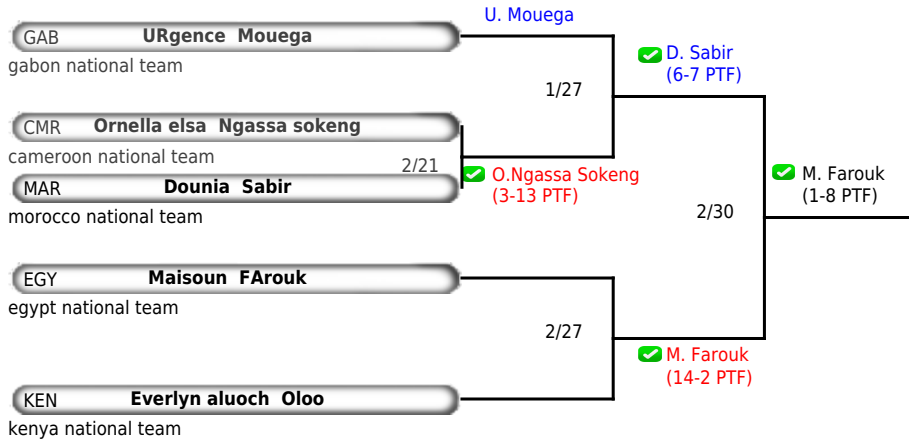 U. Mouega
GAB URgence Mouega
gabon national team
D. Sabir
(6-7 PTF)
1/27
CMR Ornella elsa Ngassa sokeng
cameroon national team
2/21
O.Ngassa Sokeng
(3-13 PTF)
MAR Dounia Sabir
morocco national team
M. Farouk
(1-8 PTF)
2/30
EGY Maisoun FArouk
egypt national team
2/27
M. Farouk
(14-2 PTF)
KEN Everlyn aluoch Oloo
kenya national team